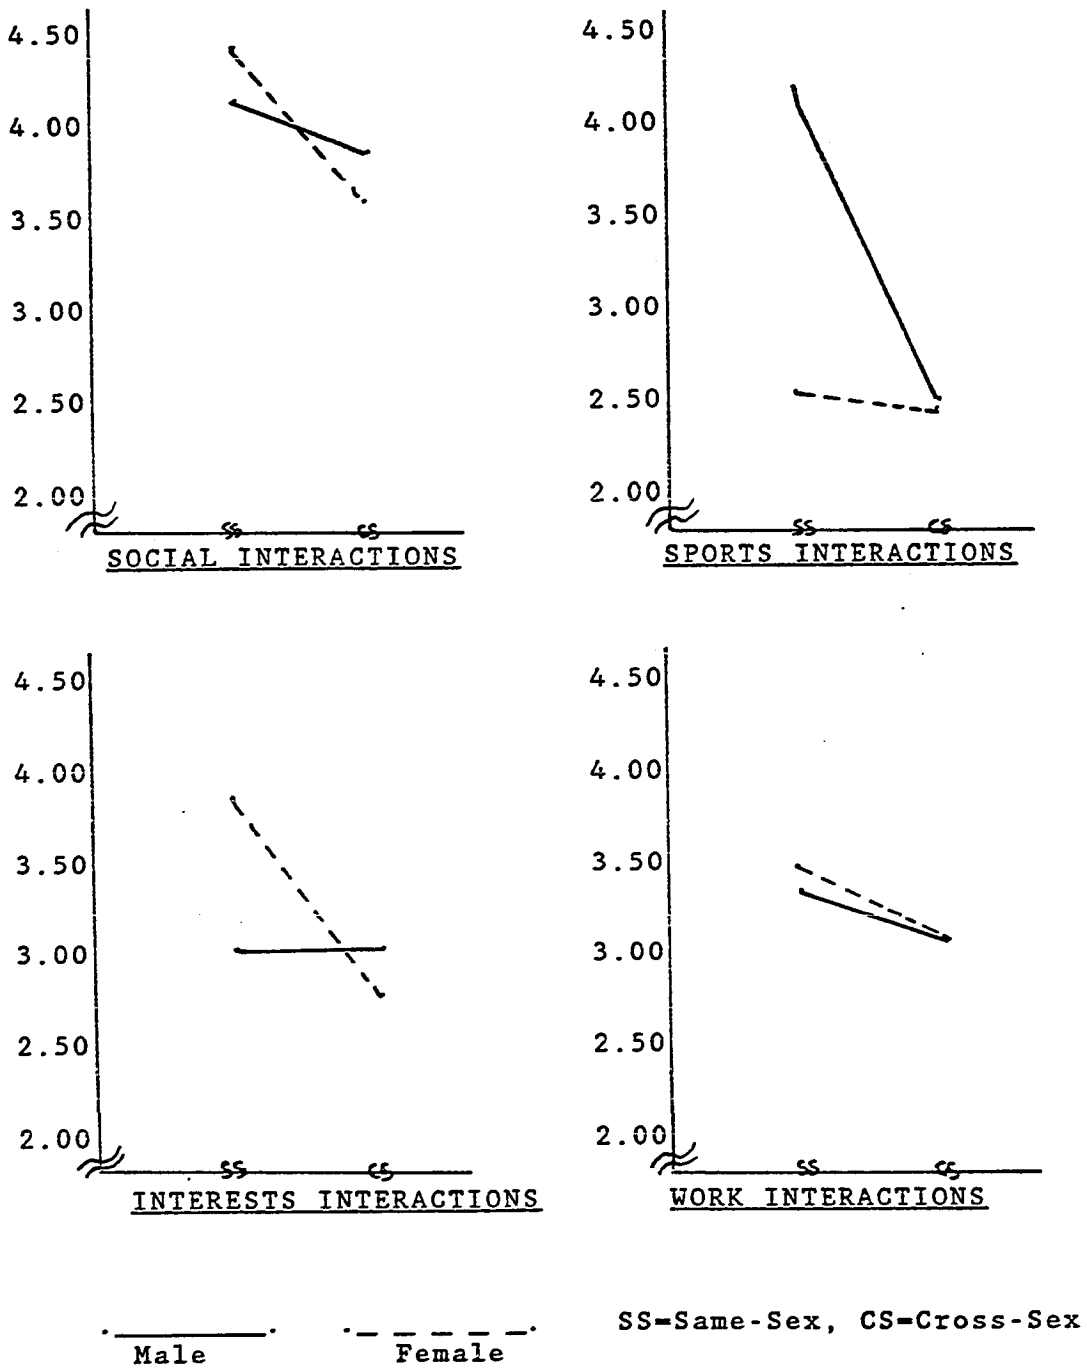 4.50
4.00
3.50
3.00
2.50
2.00
SS CS
SOCIAL INTERACTIONS
4.50
4.00
3.50
3.00
2.50
2.00
SS CS
SPORTS INTERACTIONS
4.50
4.00
3.50
3.00
2.50
2.00
SS CS
INTERESTS INTERACTIONS
4.50
4.00
3.50
3.00
2.50
2.00
SS CS
WORK INTERACTIONS
Male Female
SS=Same-Sex, CS=Cross-Sex